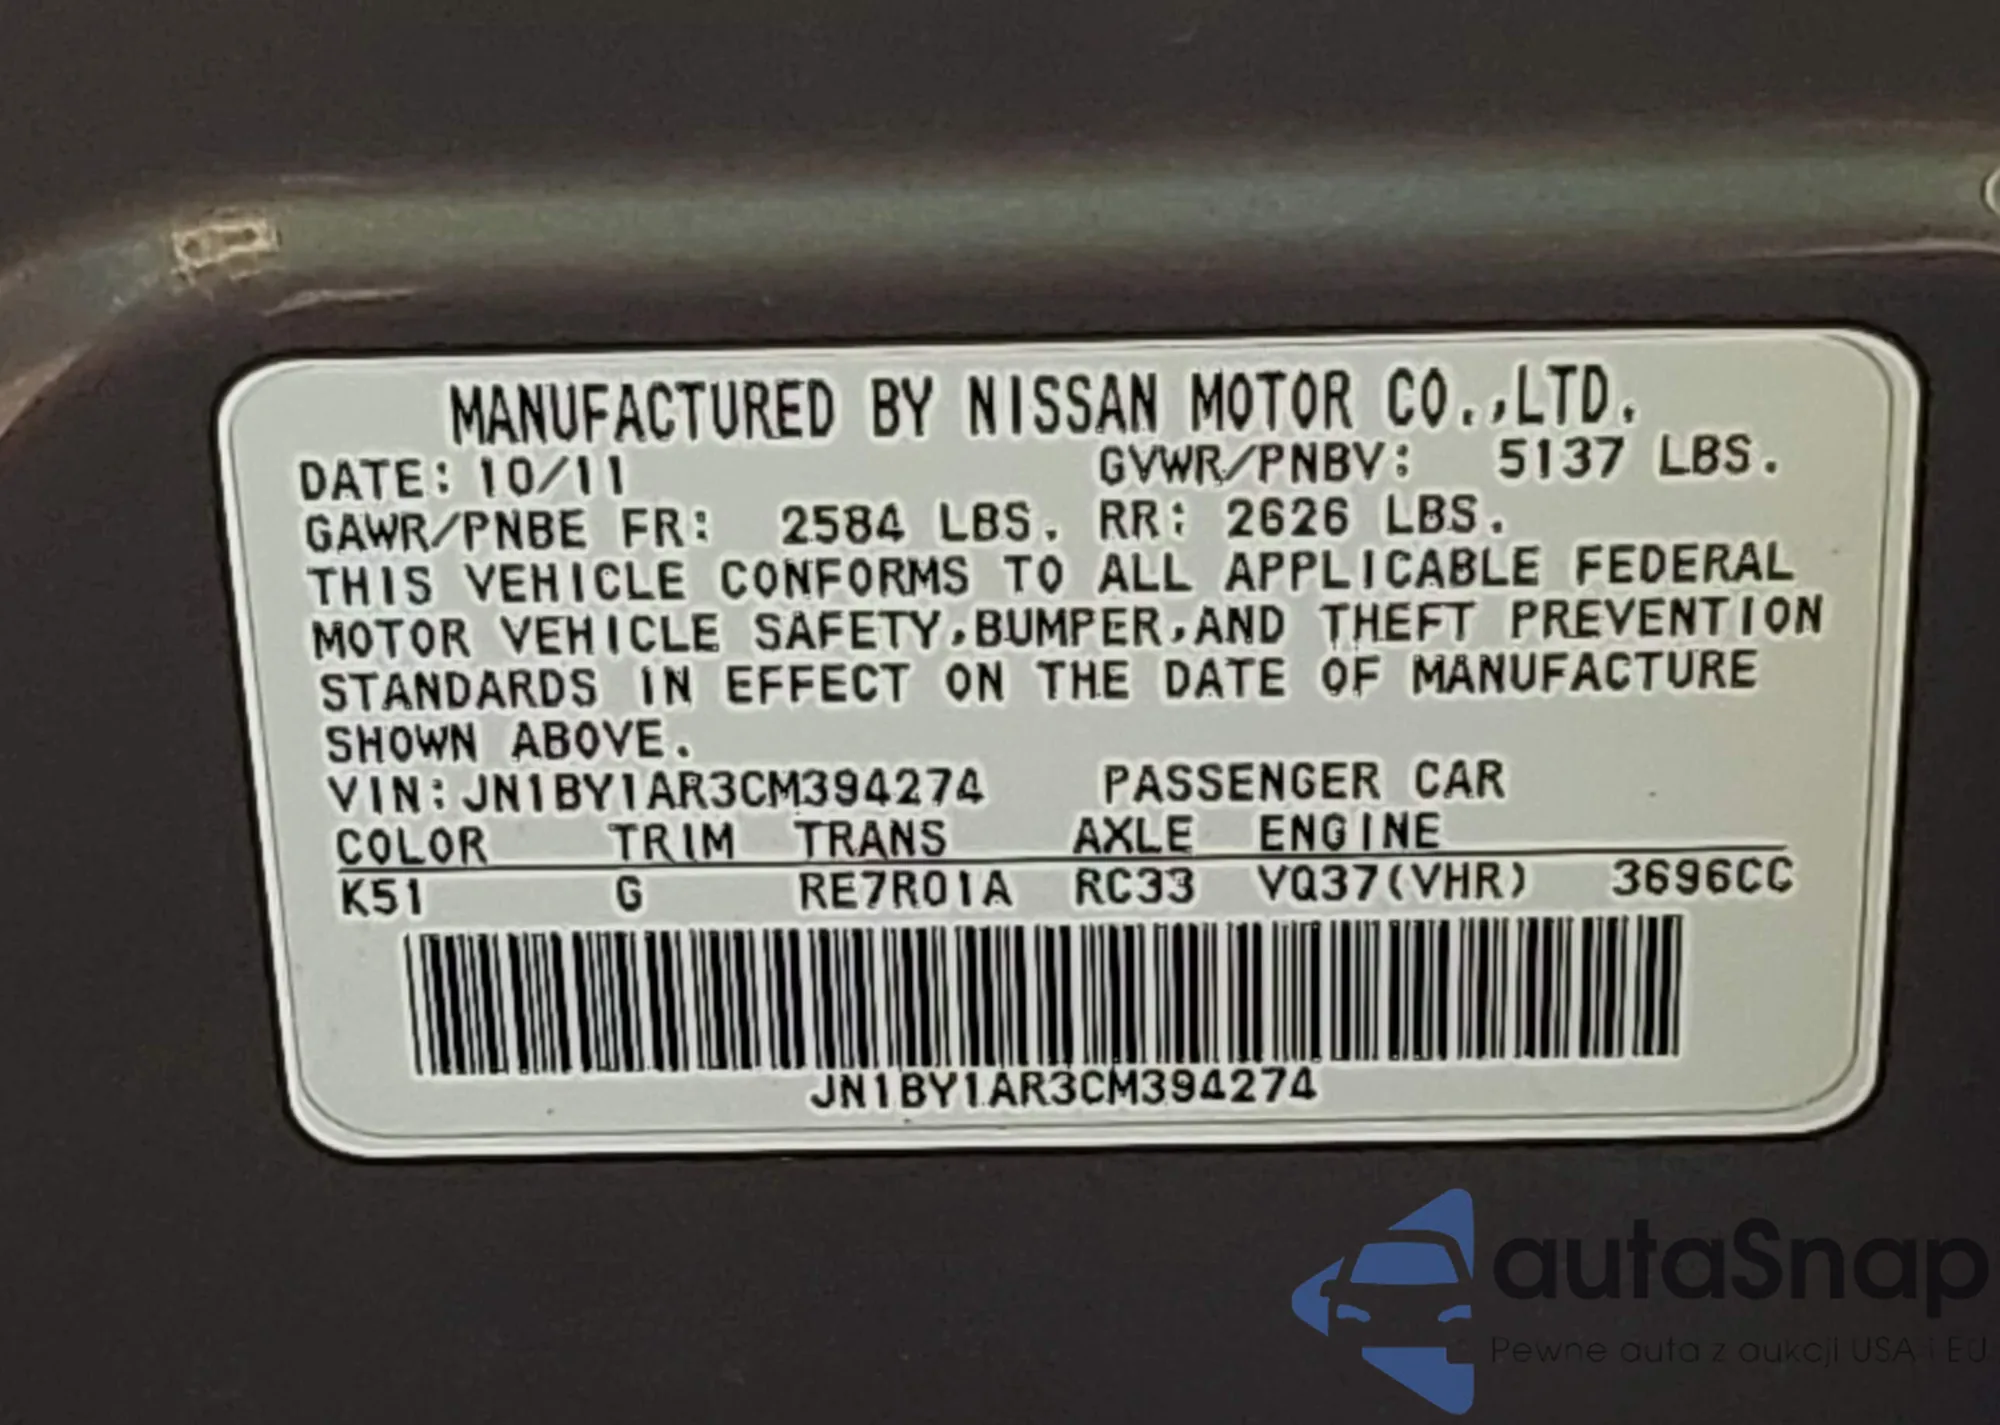 MANUFACTURED BY NISSAN MOTOR CO.,LTD.
DATE: 10/11 GVWR/PNBV: 5137 LBS.
GAWR/PNBE FR: 2584 LBS. RR: 2626 LBS.
THIS VEHICLE CONFORMS TO ALL APPLICABLE FEDERAL
MOTOR VEHICLE SAFETY,BUMPER,AND THEFT PREVENTION
STANDARDS IN EFFECT ON THE DATE OF MANUFACTURE
SHOWN ABOVE.
VIN:JN1BY1AR3CM394274 PASSENGER CAR
COLOR TRIM TRANS AXLE ENGINE
K51 G RE7R01A RC33 VQ37(VHR) 3696CC
JN1BY1AR3CM394274
autaSnap
Pewne auta z aukcji USA i EU